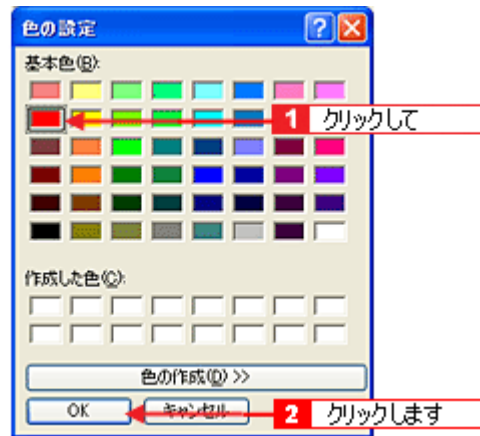 色の設定
基本色(B):
1 クリックして
作成した色(C):
色の作成(D) >>
OK キャンセル
2 クリックします